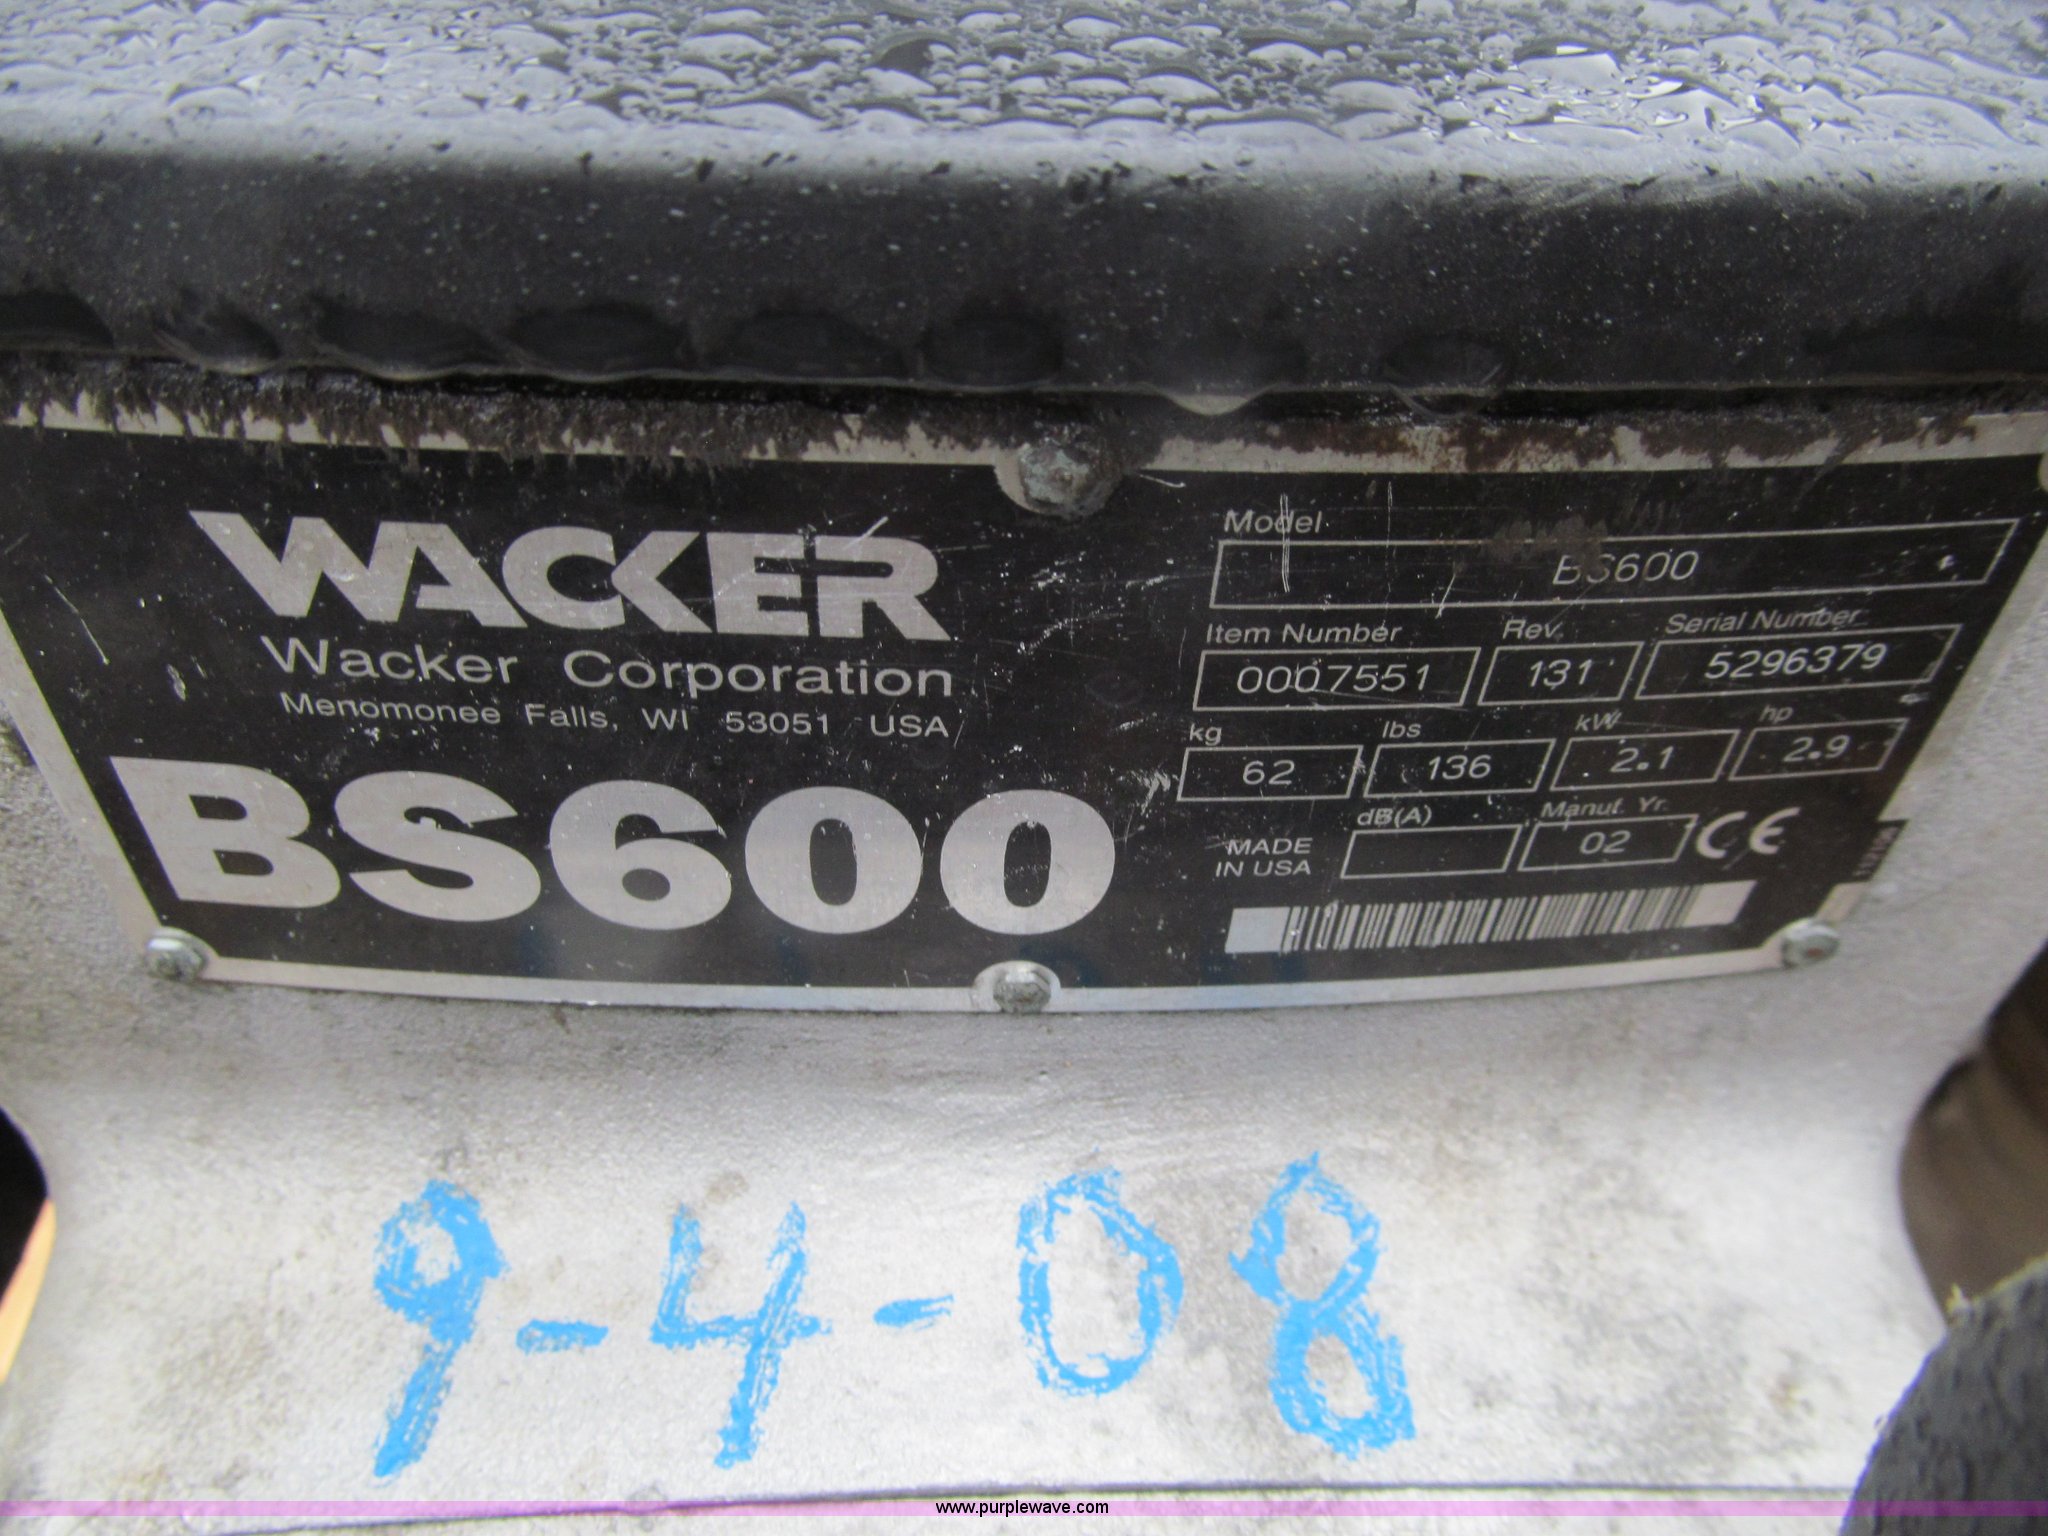 WACKER
Wacker Corporation
Menomonee Falls, WI 53051 USA
BS600
Model
BS600
Item Number Rev. Serial Number
0007551 131 5296379
kg lbs kW hp
62 136 2.1 2.9
dB(A) Manuf. Yr.
MADE
IN USA
02 CE
9-4-08
www.purplewave.com